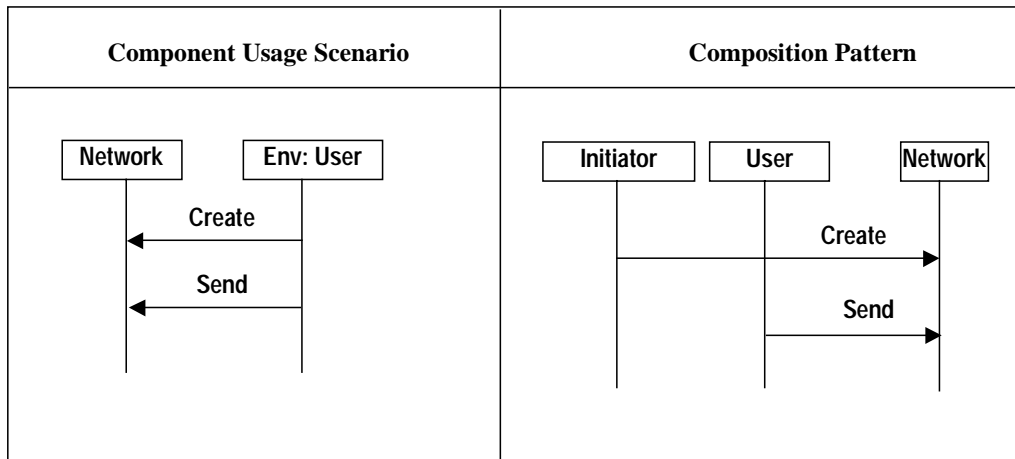 Component Usage Scenario
Network
Env: User
Create
Send
Composition Pattern
Initiator
User
Network
Create
Send